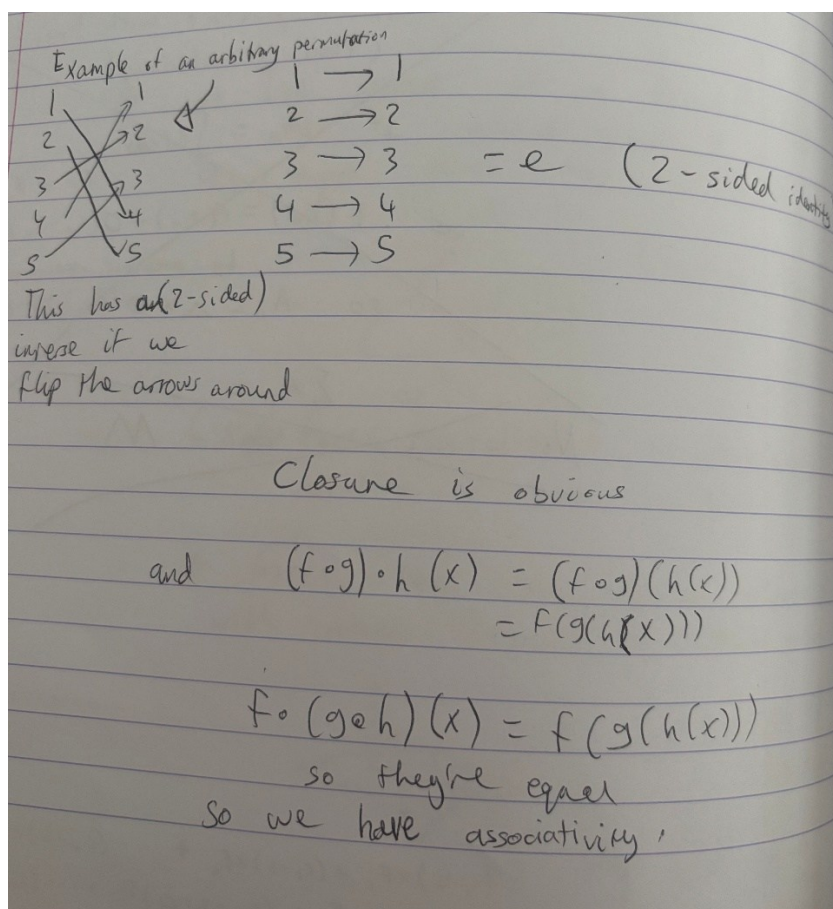 Example of an arbitrary permutation
1 1
2 2
3 3
4 4
5 5
1 → 1
2 → 2
3 → 3 = e (2-sided identity
4 → 4
5 → 5
This has a (2-sided)
inverse if we
flip the arrows around
Closure is obvious
and (f∘g)∘h (x) = (f∘g)(h(x))
= f(g(h(x)))
f∘(g∘h)(x) = f(g(h(x)))
so they're equal
So we have associativity.